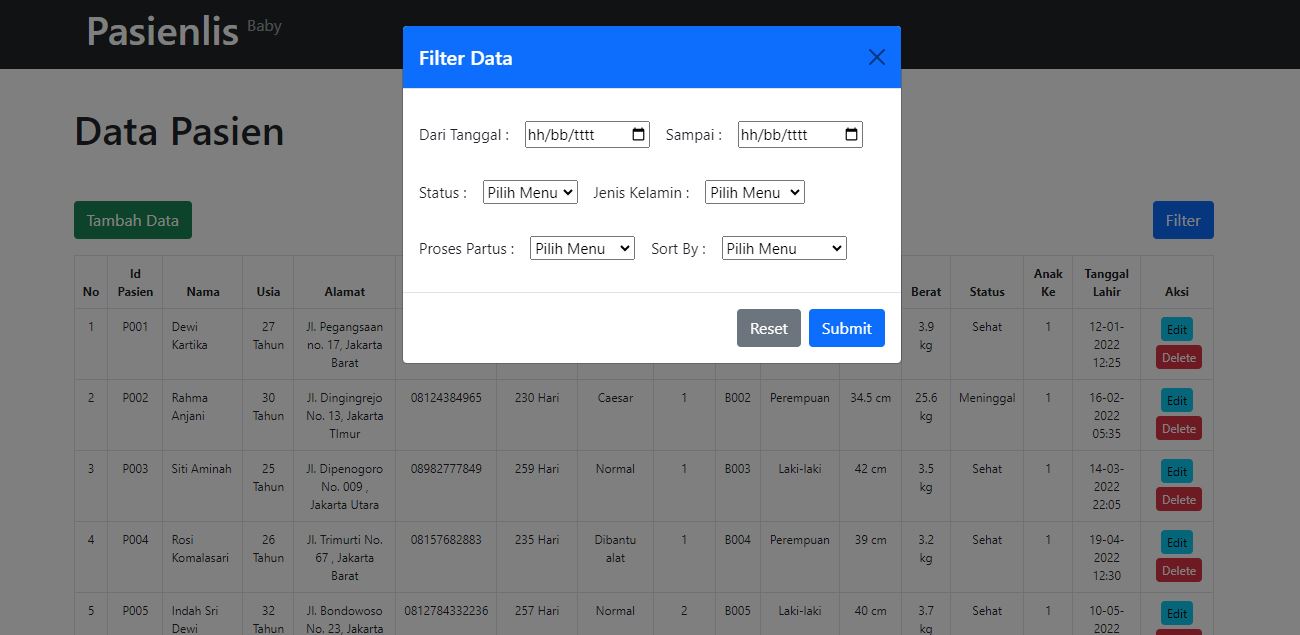 Pasienlis Baby
Filter Data
Data Pasien
Dari Tanggal : hh/bb/tttt Sampai : hh/bb/tttt
Status : Pilih Menu Jenis Kelamin : Pilih Menu
Tambah Data
Filter
Proses Partus : Pilih Menu Sort By : Pilih Menu
Reset Submit
Id Anak Tanggal
No Pasien Nama Usia Alamat Berat Status Ke Lahir Aksi
1 P001 Dewi 27 Jl. Pegangsaan 3.9 Sehat 1 12-01- Edit
Kartika Tahun no. 17, Jakarta kg 2022
Barat 12:25 Delete
2 P002 Rahma 30 Jl. Dingingrejo 08124384965 230 Hari Caesar 1 B002 Perempuan 34.5 cm 25.6 Meninggal 1 16-02- Edit
Anjani Tahun No. 13, Jakarta kg 2022
TImur 05:35 Delete
3 P003 Siti Aminah 25 Jl. Dipenogoro 08982777849 259 Hari Normal 1 B003 Laki-laki 42 cm 3.5 Sehat 1 14-03- Edit
Tahun No. 009 , kg 2022
Jakarta Utara 22:05 Delete
4 P004 Rosi 26 Jl. Trimurti No. 08157682883 235 Hari Dibantu 1 B004 Perempuan 39 cm 3.2 Sehat 1 19-04- Edit
Komalasari Tahun 67 , Jakarta alat kg 2022
Barat 12:30 Delete
5 P005 Indah Sri 32 Jl. Bondowoso 0812784332236 257 Hari Normal 2 B005 Laki-laki 40 cm 3.7 Sehat 1 10-05- Edit
Dewi Tahun No. 23, Jakarta kg 2022